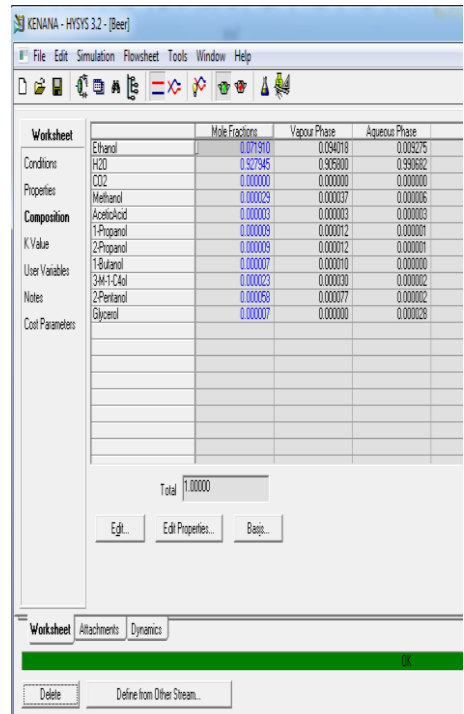 KENANA - HYSYS 3.2 - [Beer]
File Edit Simulation Flowsheet Tools Window Help
Worksheet
Conditions
Properties
Composition
K Value
User Variables
Notes
Cost Parameters
Mole Fractions Vapour Phase Aqueous Phase
Ethanol 0.071910 0.094018 0.009275
H2O 0.927945 0.905800 0.990682
CO2 0.000000 0.000000 0.000000
Methanol 0.000029 0.000037 0.000006
AceticAcid 0.000003 0.000003 0.000003
1-Propanol 0.000009 0.000012 0.000001
2-Propanol 0.000009 0.000012 0.000001
1-Butanol 0.000007 0.000010 0.000000
3-M-1-C4ol 0.000023 0.000030 0.000002
2-Pentanol 0.000058 0.000077 0.000002
Glycerol 0.000007 0.000000 0.000028
Total 1.00000
Edit... Edit Properties... Basis...
Worksheet Attachments Dynamics
OK
Delete Define from Other Stream...